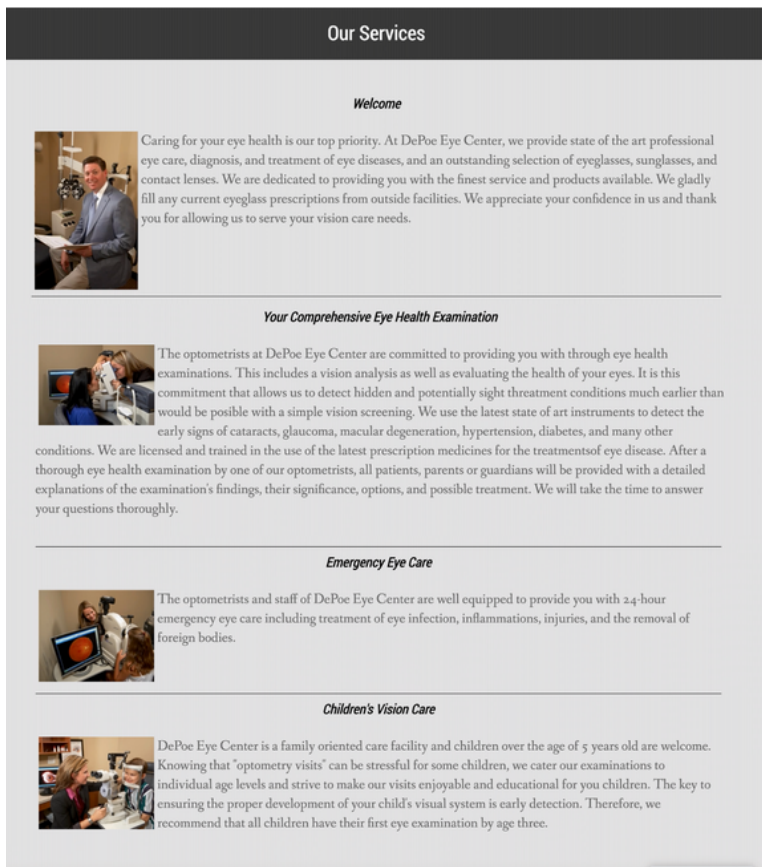 Our Services
Welcome
Caring for your eye health is our top priority. At DePoe Eye Center, we provide state of the art professional
eye care, diagnosis, and treatment of eye diseases, and an outstanding selection of eyeglasses, sunglasses, and
contact lenses. We are dedicated to providing you with the finest service and products available. We gladly
fill any current eyeglass prescriptions from outside facilities. We appreciate your confidence in us and thank
you for allowing us to serve your vision care needs.
Your Comprehensive Eye Health Examination
The optometrists at DePoe Eye Center are committed to providing you with through eye health
examinations. This includes a vision analysis as well as evaluating the health of your eyes. It is this
commitment that allows us to detect hidden and potentially sight threatment conditions much earlier than
would be posible with a simple vision screening. We use the latest state of art instruments to detect the
early signs of cataracts, glaucoma, macular degeneration, hypertension, diabetes, and many other
conditions. We are licensed and trained in the use of the latest prescription medicines for the treatmentsof eye disease. After a
thorough eye health examination by one of our optometrists, all patients, parents or guardians will be provided with a detailed
explanations of the examination's findings, their significance, options, and possible treatment. We will take the time to answer
your questions thoroughly.
Emergency Eye Care
The optometrists and staff of DePoe Eye Center are well equipped to provide you with 24-hour
emergency eye care including treatment of eye infection, inflammations, injuries, and the removal of
foreign bodies.
Children's Vision Care
DePoe Eye Center is a family oriented care facility and children over the age of 5 years old are welcome.
Knowing that "optometry visits" can be stressful for some children, we cater our examinations to
individual age levels and strive to make our visits enjoyable and educational for you children. The key to
ensuring the proper development of your child's visual system is early detection. Therefore, we
recommend that all children have their first eye examination by age three.